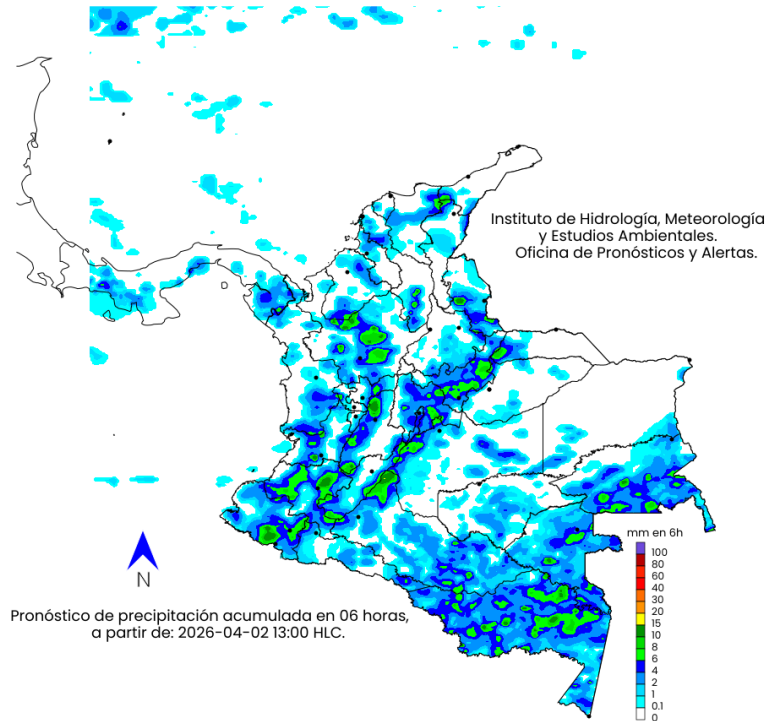 Instituto de Hidrología, Meteorología
y Estudios Ambientales.
Oficina de Pronósticos y Alertas.
mm en 6h
100
80
60
40
30
20
15
10
8
6
4
2
1
0,1
0
N
Pronóstico de precipitación acumulada en 06 horas,
a partir de: 2026-04-02 13:00 HLC.